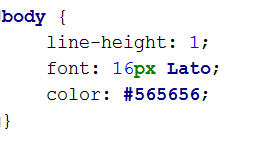 body {
line-height: 1;
font: 16px Lato;
color: #565656;
}